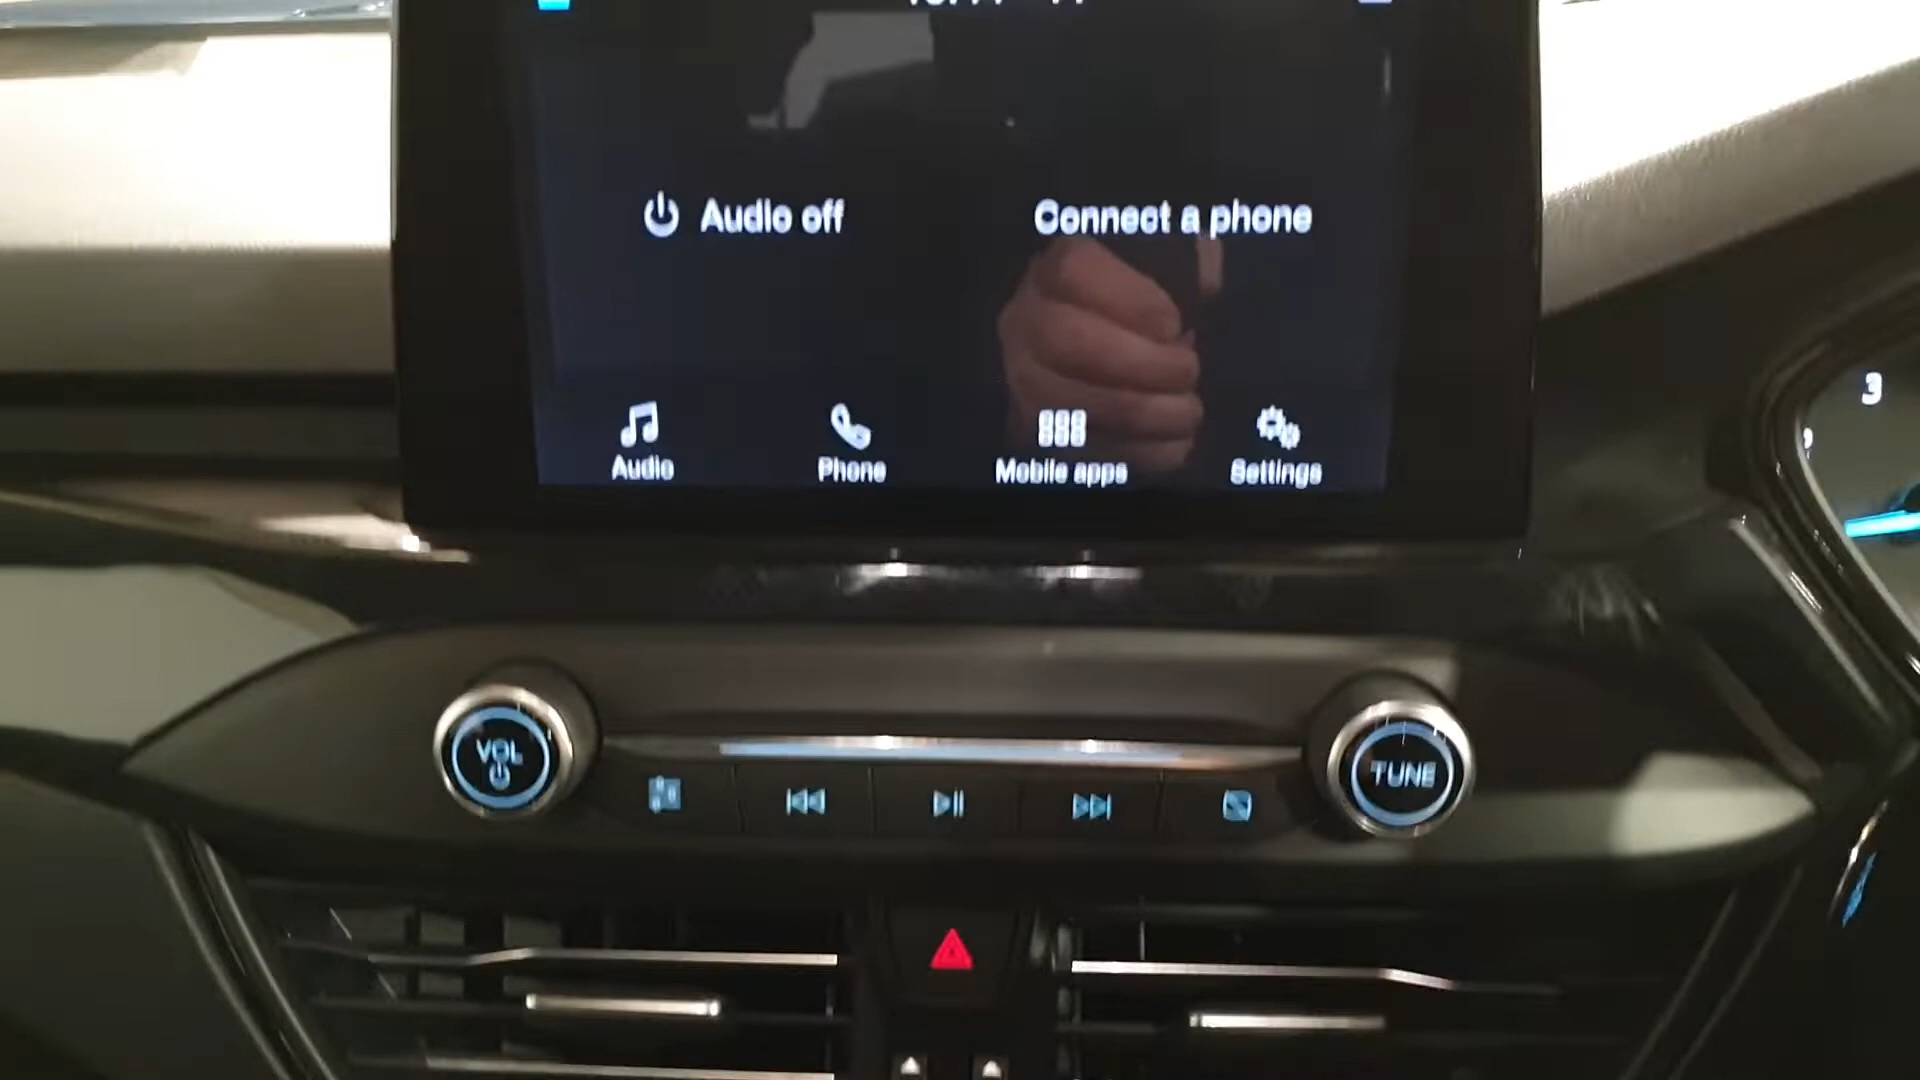 Audio off
Connect a phone
Audio
Phone
Mobile apps
Settings
3
VOL
TUNE